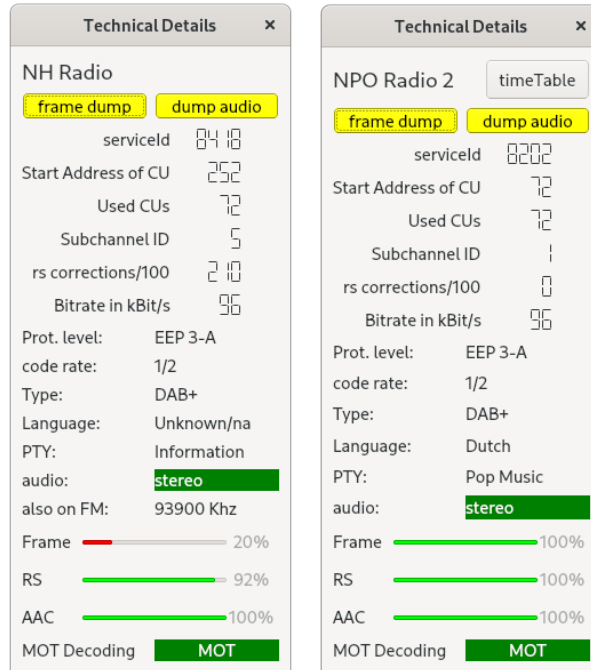 Technical Details ×
NH Radio
frame dump dump audio
serviceId 8418
Start Address of CU 252
Used CUs 72
Subchannel ID 5
rs corrections/100 210
Bitrate in kBit/s 96
Prot. level: EEP 3-A
code rate: 1/2
Type: DAB+
Language: Unknown/na
PTY: Information
audio: stereo
also on FM: 93900 Khz
Frame 20%
RS 92%
AAC 100%
MOT Decoding MOT
Technical Details ×
NPO Radio 2 timeTable
frame dump dump audio
serviceId 8202
Start Address of CU 72
Used CUs 72
Subchannel ID 1
rs corrections/100 0
Bitrate in kBit/s 96
Prot. level: EEP 3-A
code rate: 1/2
Type: DAB+
Language: Dutch
PTY: Pop Music
audio: stereo
Frame 100%
RS 100%
AAC 100%
MOT Decoding MOT